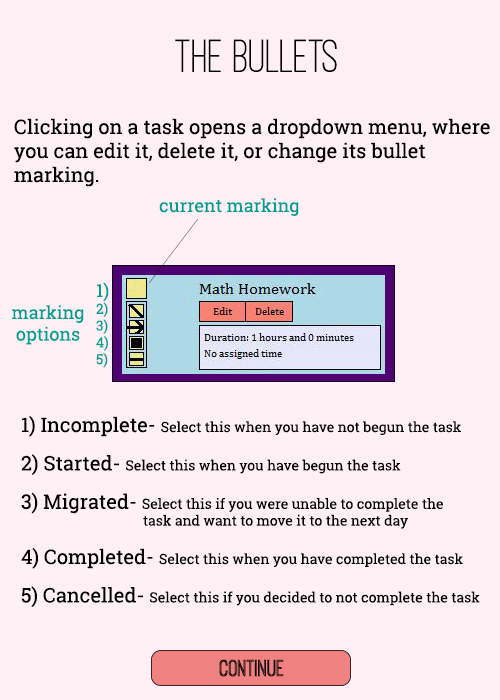 THE BULLETS
Clicking on a task opens a dropdown menu, where
you can edit it, delete it, or change its bullet
marking.
current marking
marking
options
1)
2)
3)
4)
5)
Math Homework
Edit Delete
Duration: 1 hours and 0 minutes
No assigned time
1) Incomplete- Select this when you have not begun the task
2) Started- Select this when you have begun the task
3) Migrated- Select this if you were unable to complete the
task and want to move it to the next day
4) Completed- Select this when you have completed the task
5) Cancelled- Select this if you decided to not complete the task
CONTINUE